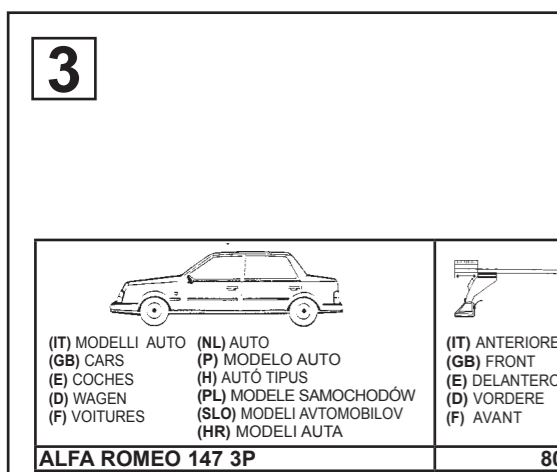 3
(IT) MODELLI AUTO
(GB) CARS
(E) COCHES
(D) WAGEN
(F) VOITURES
(NL) AUTO
(P) MODELO AUTO
(H) AUTÓ TIPUS
(PL) MODELE SAMOCHODÓW
(SLO) MODELI AVTOMOBILOV
(HR) MODELI AUTA
(IT) ANTERIORE
(GB) FRONT
(E) DELANTERO
(D) VORDERE
(F) AVANT
ALFA ROMEO 147 3P